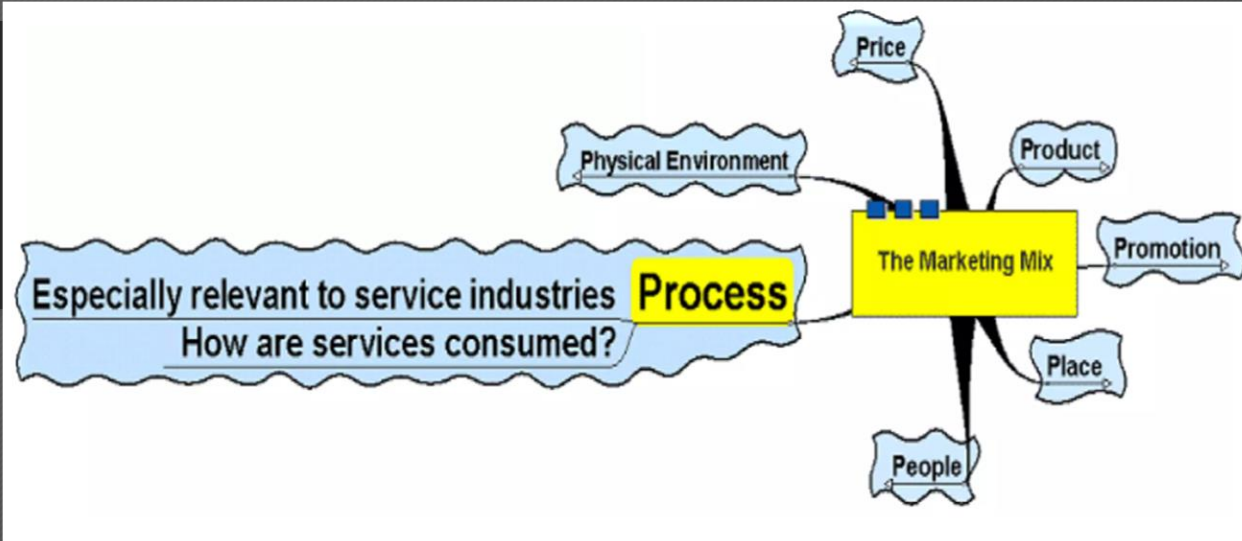 Price
Physical Environment
Product
The Marketing Mix
Promotion
Especially relevant to service industries
Process
How are services consumed?
Place
People